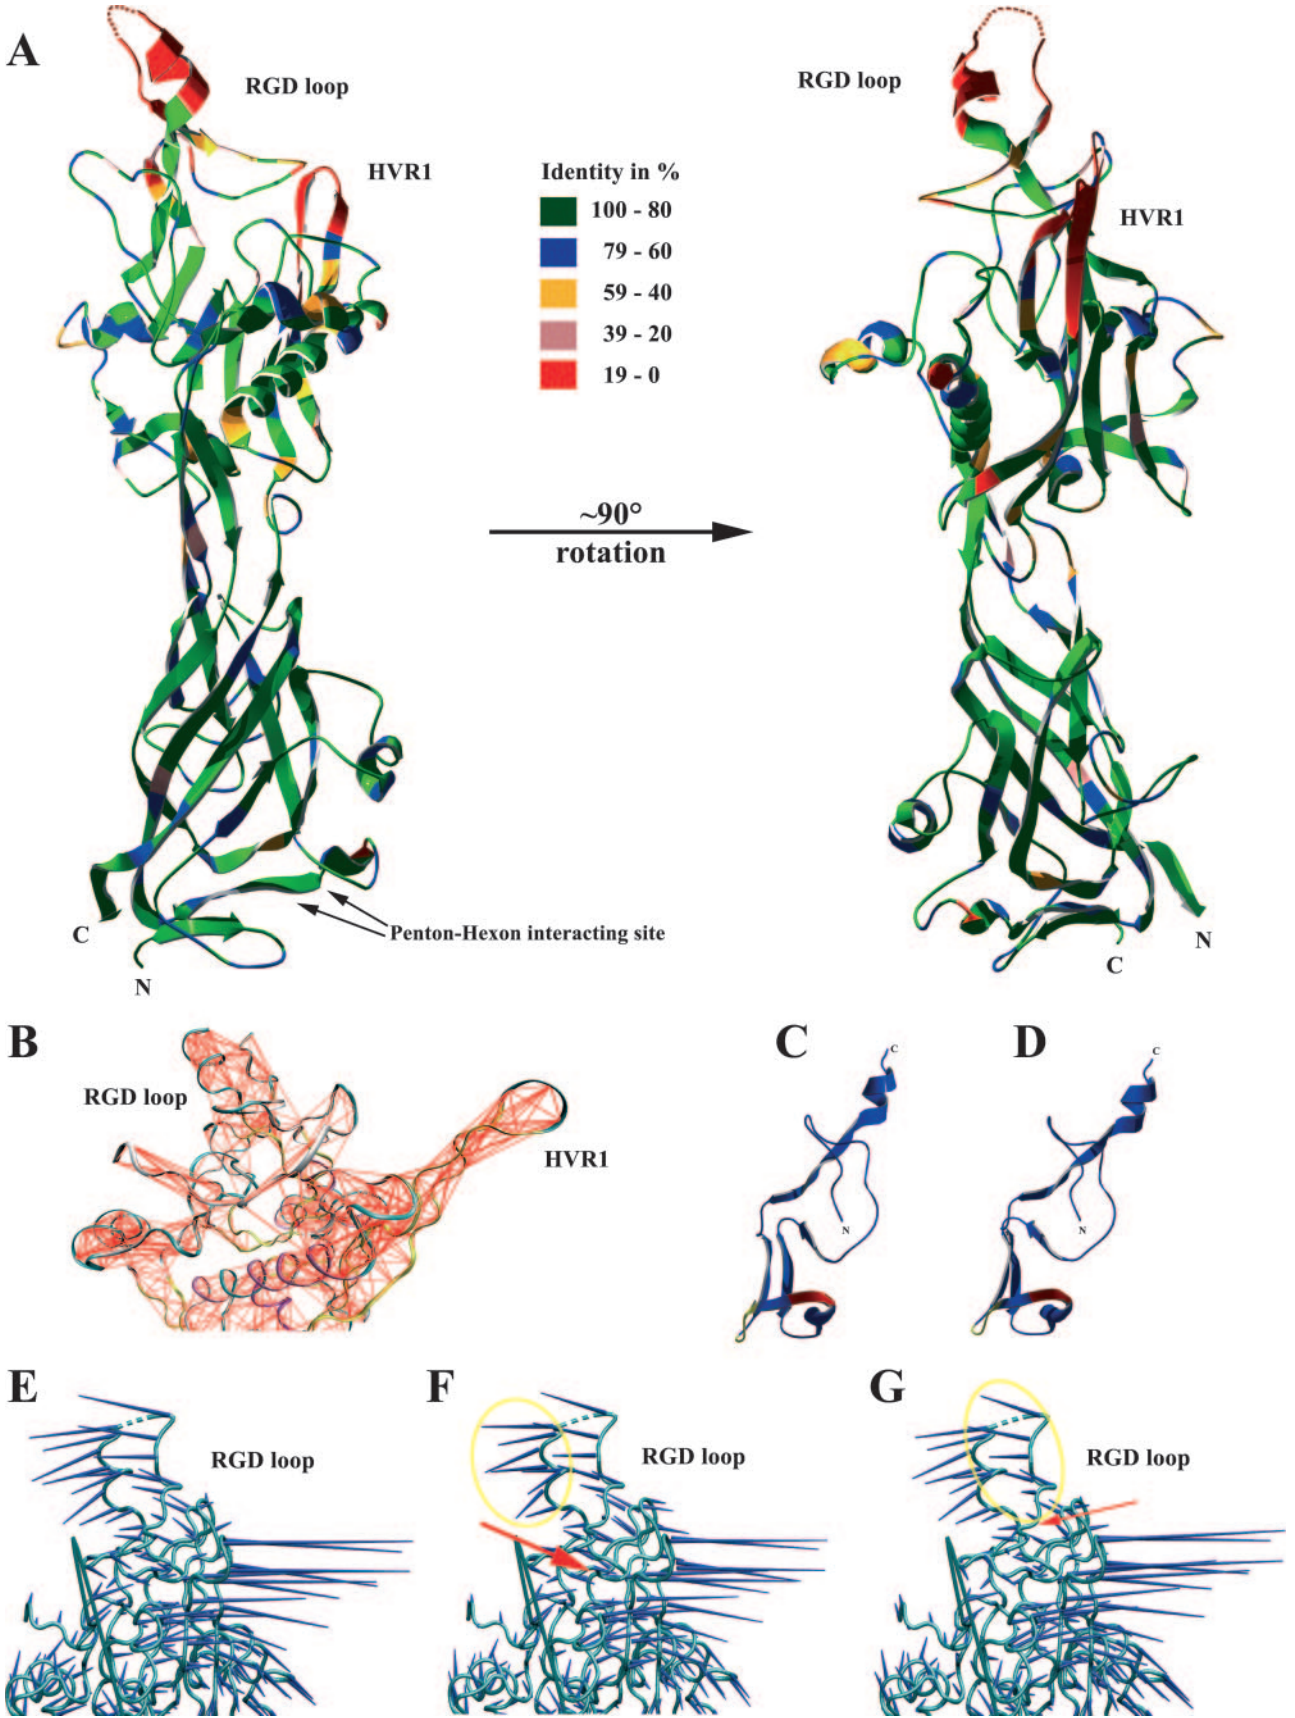 A
RGD loop
HVR1
Identity in %
100 - 80
79 - 60
59 - 40
39 - 20
19 - 0
RGD loop
HVR1
~90°
rotation
Penton-Hexon interacting site
C
N
N
C
B
RGD loop
HVR1
C
C
N
D
C
N
E
RGD loop
F
RGD loop
G
RGD loop